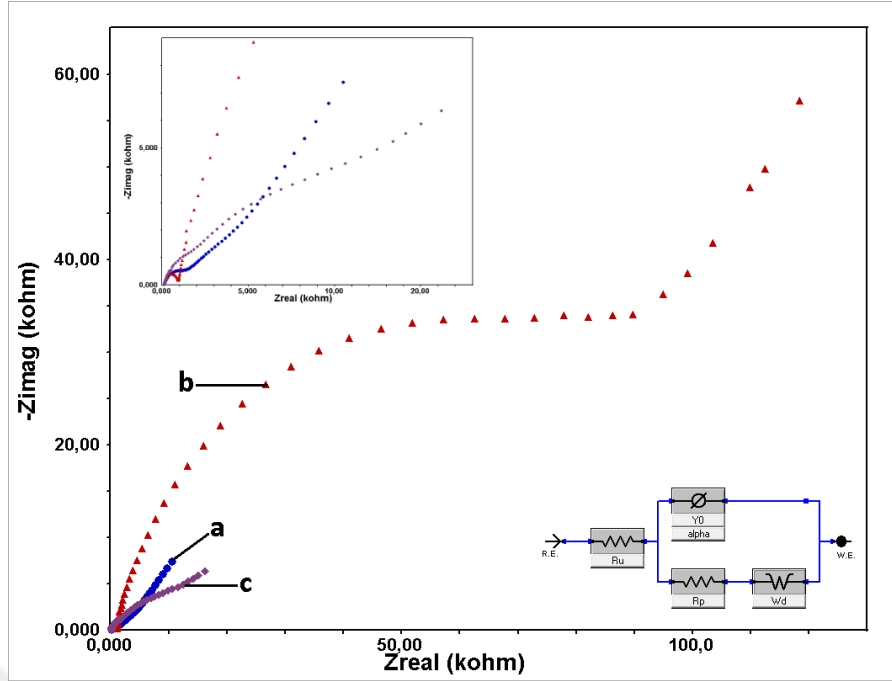 60,00
40,00
20,00
0,000
-Zimag (kohm)
5,000
0,000
-Zimag (kohm)
0,000
5,000
10,00
20,00
Zreal (kohm)
b
a
c
R.E.
Ru
Y0
alpha
Rp
Wd
W.E.
0,000
50,00
100,0
Zreal (kohm)